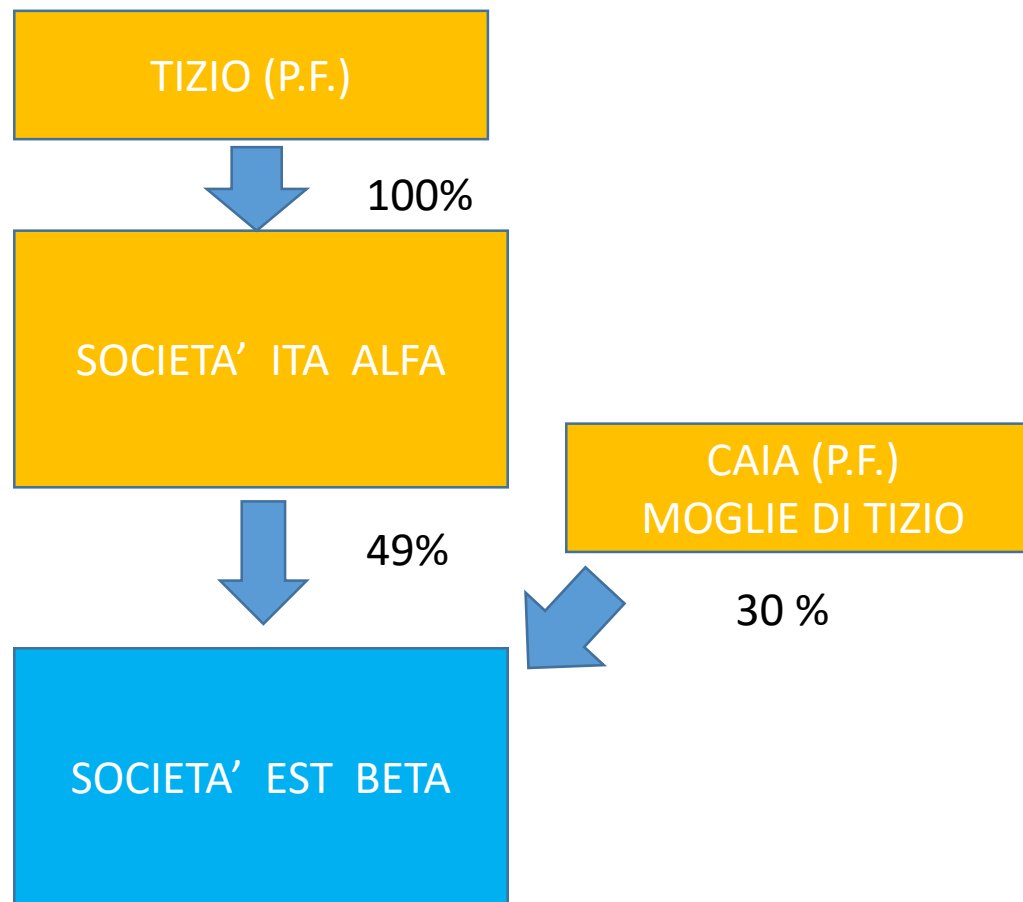 TIZIO (P.F.)
100%
SOCIETA’ ITA ALFA
49%
CAIA (P.F.)
MOGLIE DI TIZIO
30 %
SOCIETA’ EST BETA